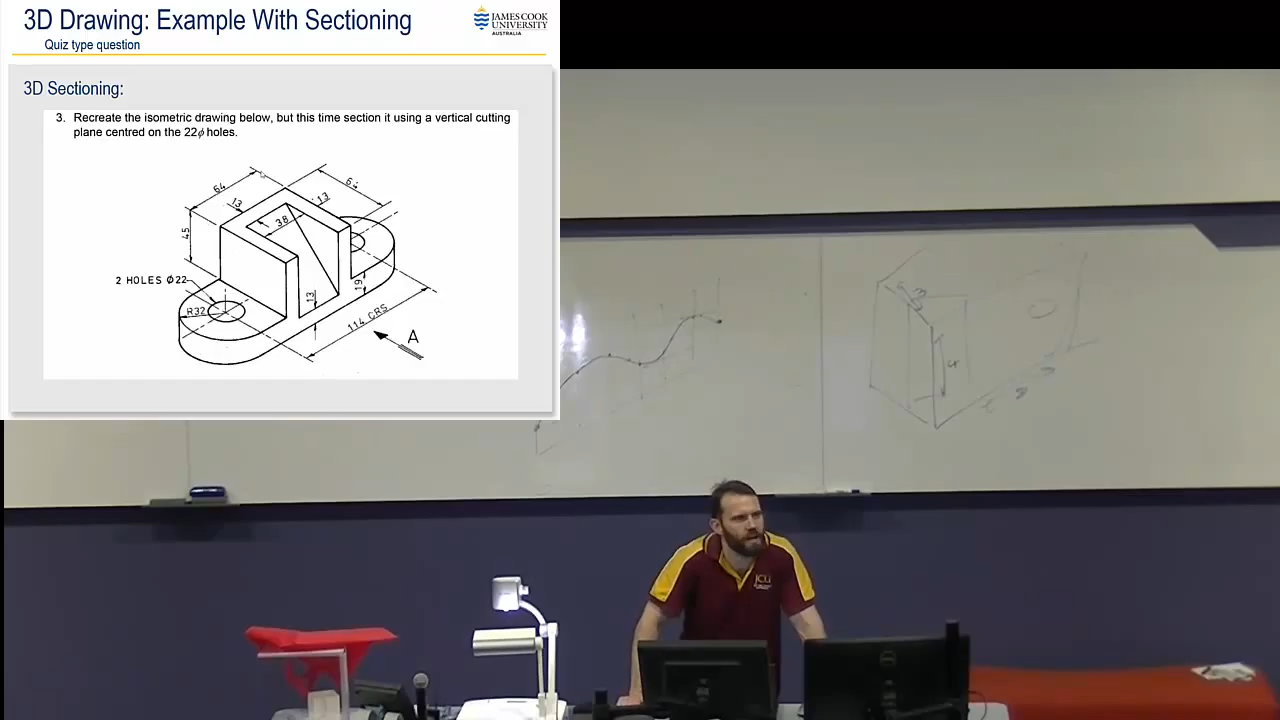 3D Drawing: Example With Sectioning
Quiz type question
JAMES COOK
UNIVERSITY
AUSTRALIA
3D Sectioning:
3. Recreate the isometric drawing below, but this time section it using a vertical cutting
plane centred on the 22ϕ holes.
64
64
13
13
38
45
2 HOLES Φ22
R32
13
19
114 CRS
A
JCU